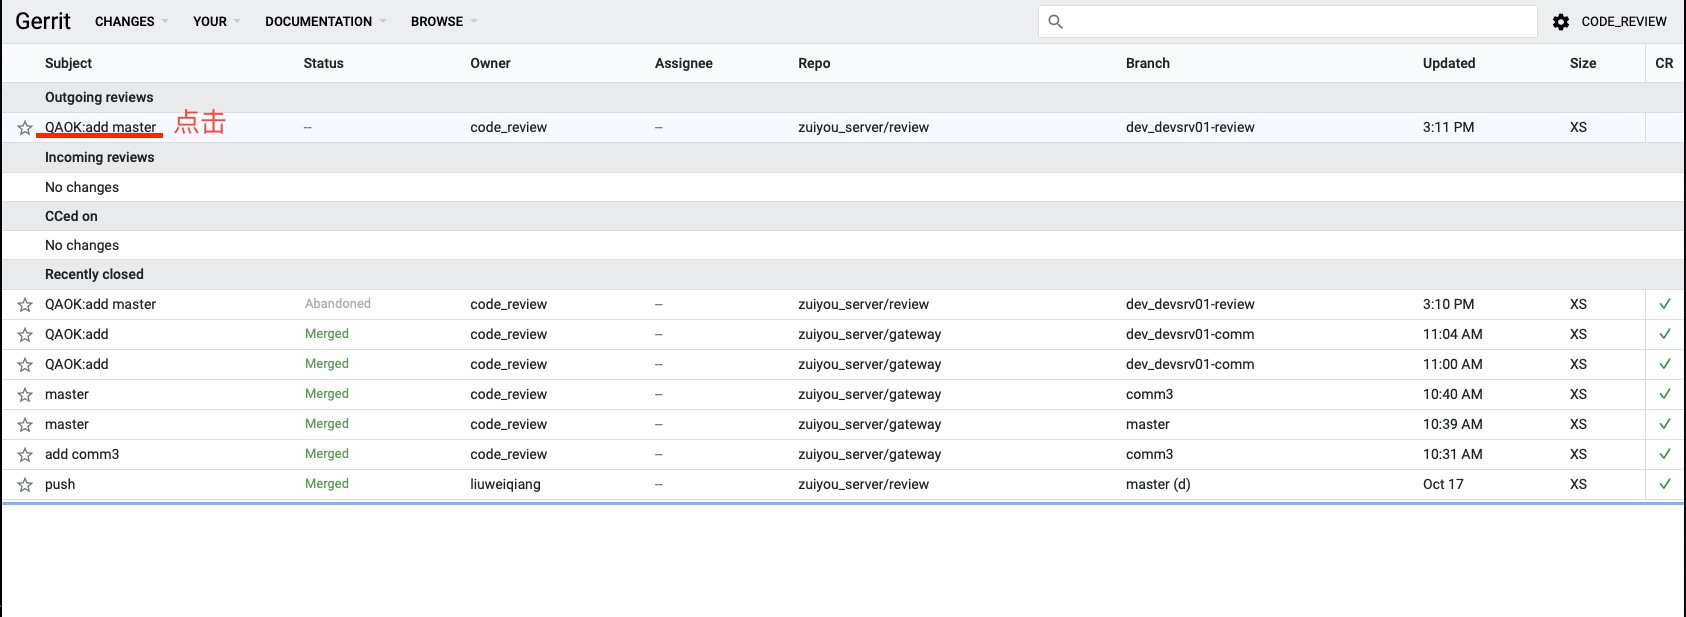 Gerrit CHANGES YOUR DOCUMENTATION BROWSE CODE_REVIEW
Subject Status Owner Assignee Repo Branch Updated Size CR
Outgoing reviews
QAOK:add master 点击 -- code_review -- zuiyou_server/review dev_devsrv01-review 3:11 PM XS
Incoming reviews
No changes
CCed on
No changes
Recently closed
QAOK:add master Abandoned code_review -- zuiyou_server/review dev_devsrv01-review 3:10 PM XS
QAOK:add Merged code_review -- zuiyou_server/gateway dev_devsrv01-comm 11:04 AM XS
QAOK:add Merged code_review -- zuiyou_server/gateway dev_devsrv01-comm 11:00 AM XS
master Merged code_review -- zuiyou_server/gateway comm3 10:40 AM XS
master Merged code_review -- zuiyou_server/gateway master 10:39 AM XS
add comm3 Merged code_review -- zuiyou_server/gateway comm3 10:31 AM XS
push Merged liuweiqiang -- zuiyou_server/review master (d) Oct 17 XS